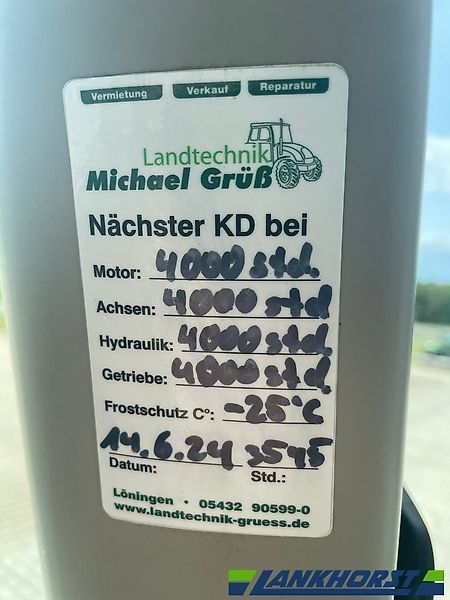 Vermietung Verkauf Reparatur
Landtechnik
Michael Grüß
Nächster KD bei
Motor: 4000 std.
Achsen: 4000 std
Hydraulik: 4000 std.
Getriebe: 4000 std
Frostschutz C°: -25°C
14.6.24 3545
Datum: Std.:
Löningen · 05432 90599-0
www.landtechnik-gruess.de
LANKHORST